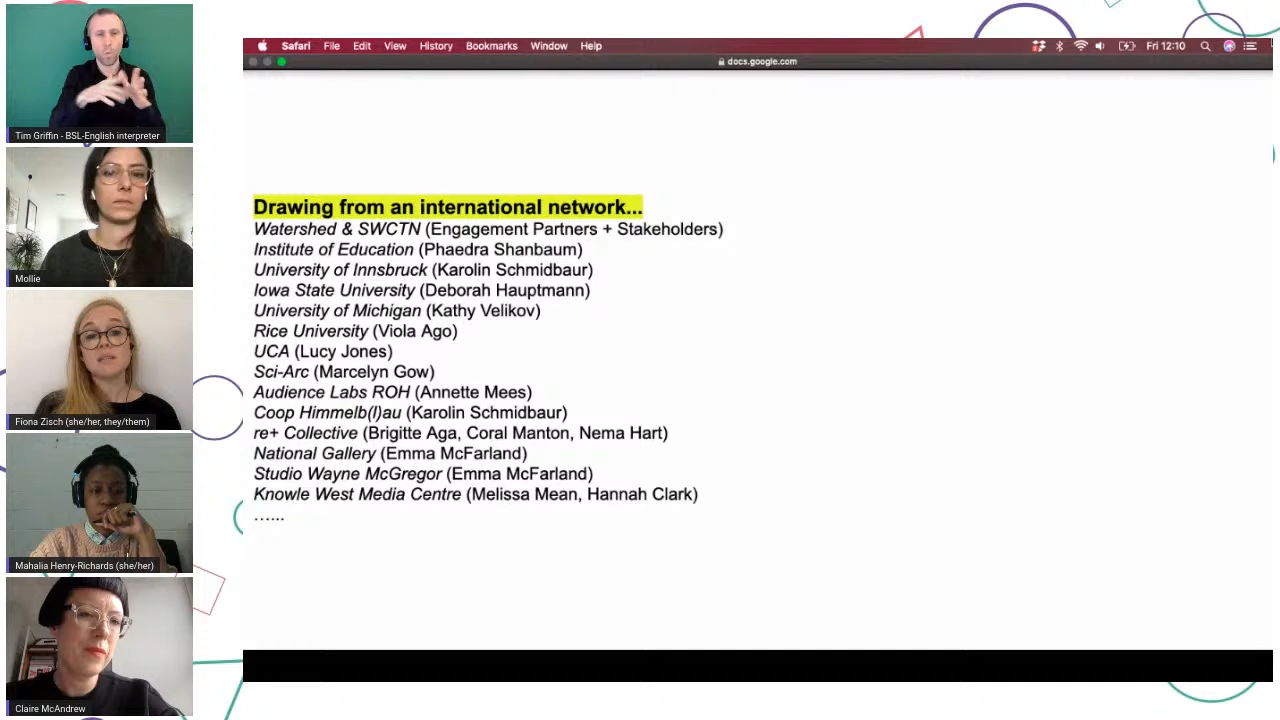 Tim Griffin - BSL-English interpreter
Mollie
Fiona Zisch (she/her, they/them)
Mahalia Henry-Richards (she/her)
Claire McAndrew
Safari File Edit View History Bookmarks Window Help Fri 12:10
docs.google.com
Drawing from an international network...
Watershed & SWCTN (Engagement Partners + Stakeholders)
Institute of Education (Phaedra Shanbaum)
University of Innsbruck (Karolin Schmidbaur)
Iowa State University (Deborah Hauptmann)
University of Michigan (Kathy Velikov)
Rice University (Viola Ago)
UCA (Lucy Jones)
Sci-Arc (Marcelyn Gow)
Audience Labs ROH (Annette Mees)
Coop Himmelb(l)au (Karolin Schmidbaur)
re+ Collective (Brigitte Aga, Coral Manton, Nema Hart)
National Gallery (Emma McFarland)
Studio Wayne McGregor (Emma McFarland)
Knowle West Media Centre (Melissa Mean, Hannah Clark)
…...